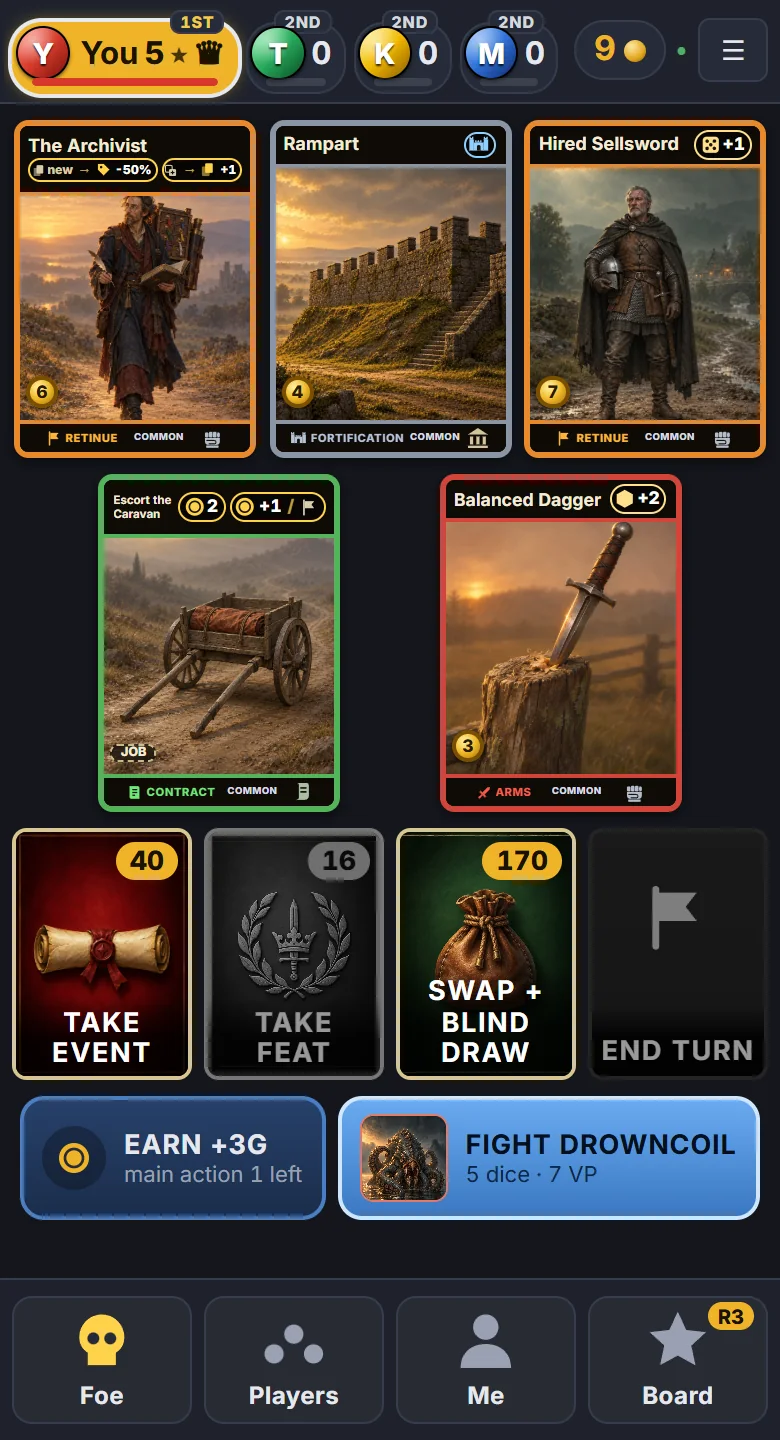 1ST
Y You 5 ★
2ND
T 0
2ND
K 0
2ND
M 0
9
The Archivist
new → -50%
→ +1
6
RETINUE COMMON
Rampart
4
FORTIFICATION COMMON
Hired Sellsword +1
7
RETINUE COMMON
Escort the
Caravan
2
+1 /
JOB
CONTRACT COMMON
Balanced Dagger +2
3
ARMS COMMON
40
TAKE
EVENT
16
TAKE
FEAT
170
SWAP +
BLIND
DRAW
END TURN
EARN +3G
main action 1 left
FIGHT DROWNCOIL
5 dice · 7 VP
Foe
Players
Me
R3
Board